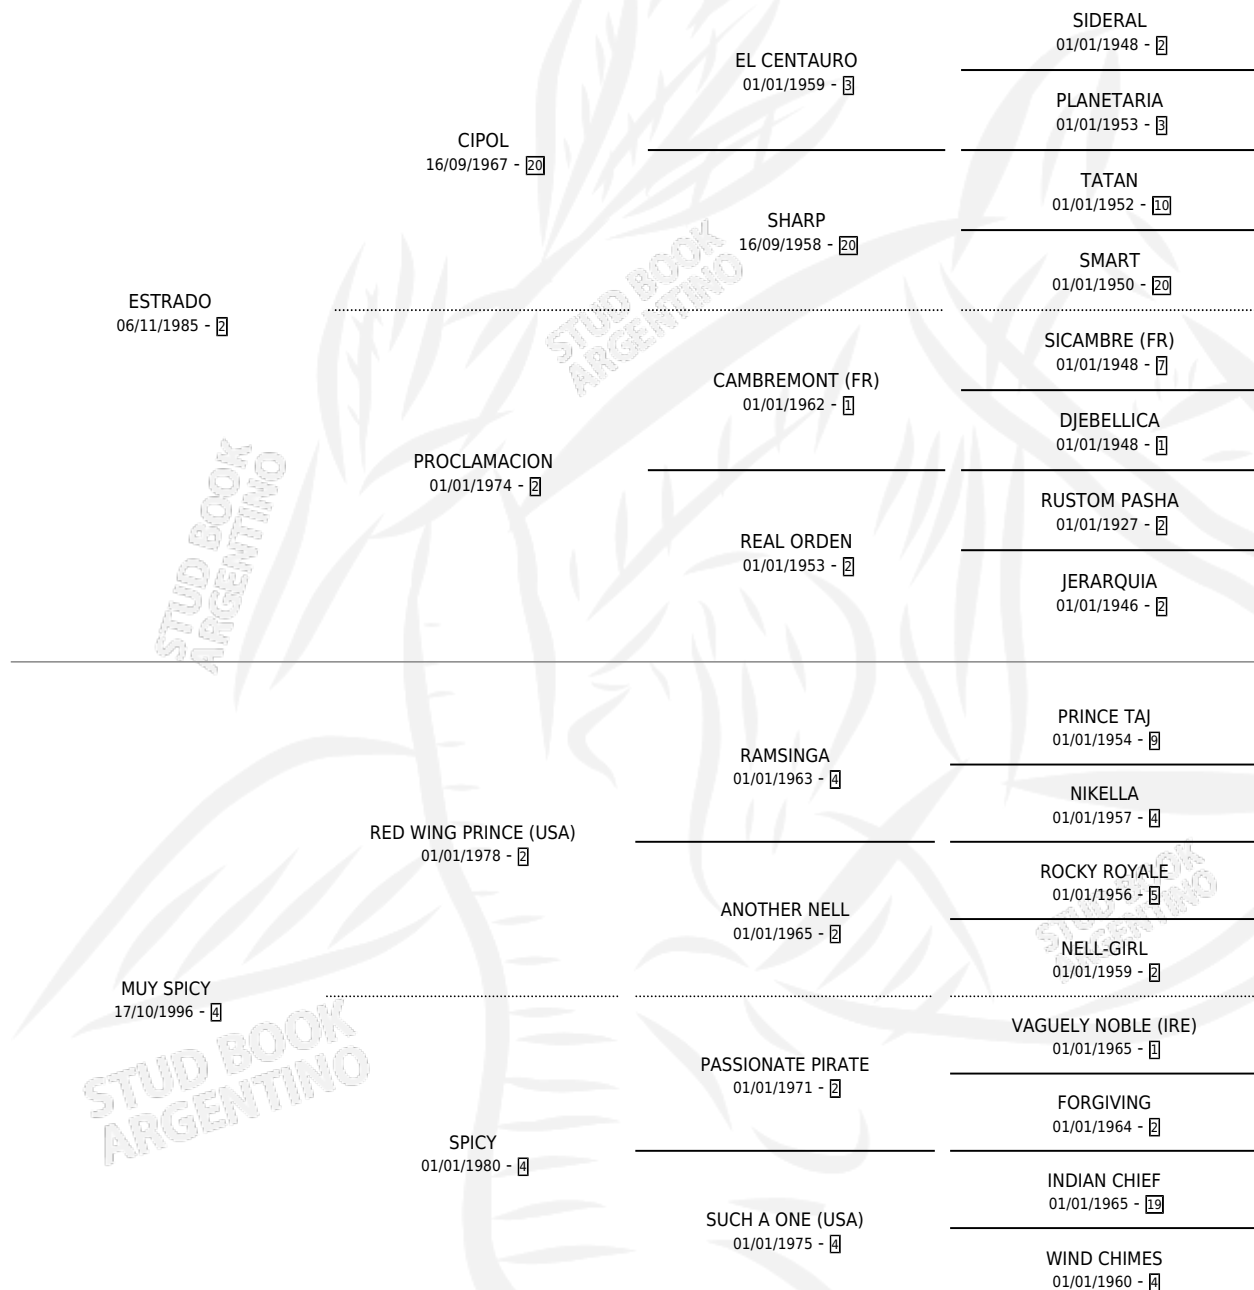 SIDERAL
01/01/1948 - 2
EL CENTAURO
01/01/1959 - 3
PLANETARIA
01/01/1953 - 3
CIPOL
16/09/1967 - 20
TATAN
01/01/1952 - 10
SHARP
16/09/1958 - 20
SMART
01/01/1950 - 20
ESTRADO
06/11/1985 - 2
SICAMBRE (FR)
01/01/1948 - 7
CAMBREMONT (FR)
01/01/1962 - 1
DJEBELLICA
01/01/1948 - 1
PROCLAMACION
01/01/1974 - 2
RUSTOM PASHA
01/01/1927 - 2
REAL ORDEN
01/01/1953 - 2
JERARQUIA
01/01/1946 - 2
PRINCE TAJ
01/01/1954 - 9
RAMSINGA
01/01/1963 - 4
NIKELLA
01/01/1957 - 4
RED WING PRINCE (USA)
01/01/1978 - 2
ROCKY ROYALE
01/01/1956 - 5
ANOTHER NELL
01/01/1965 - 2
NELL-GIRL
01/01/1959 - 2
MUY SPICY
17/10/1996 - 4
VAGUELY NOBLE (IRE)
01/01/1965 - 1
PASSIONATE PIRATE
01/01/1971 - 2
FORGIVING
01/01/1964 - 2
SPICY
01/01/1980 - 4
INDIAN CHIEF
01/01/1965 - 19
SUCH A ONE (USA)
01/01/1975 - 4
WIND CHIMES
01/01/1960 - 4
STUD BOOK
ARGENTINO
STUD BOOK
ARGENTINO
STUD BOOK
ARGENTINO
STUD BOOK
ARGENTINO